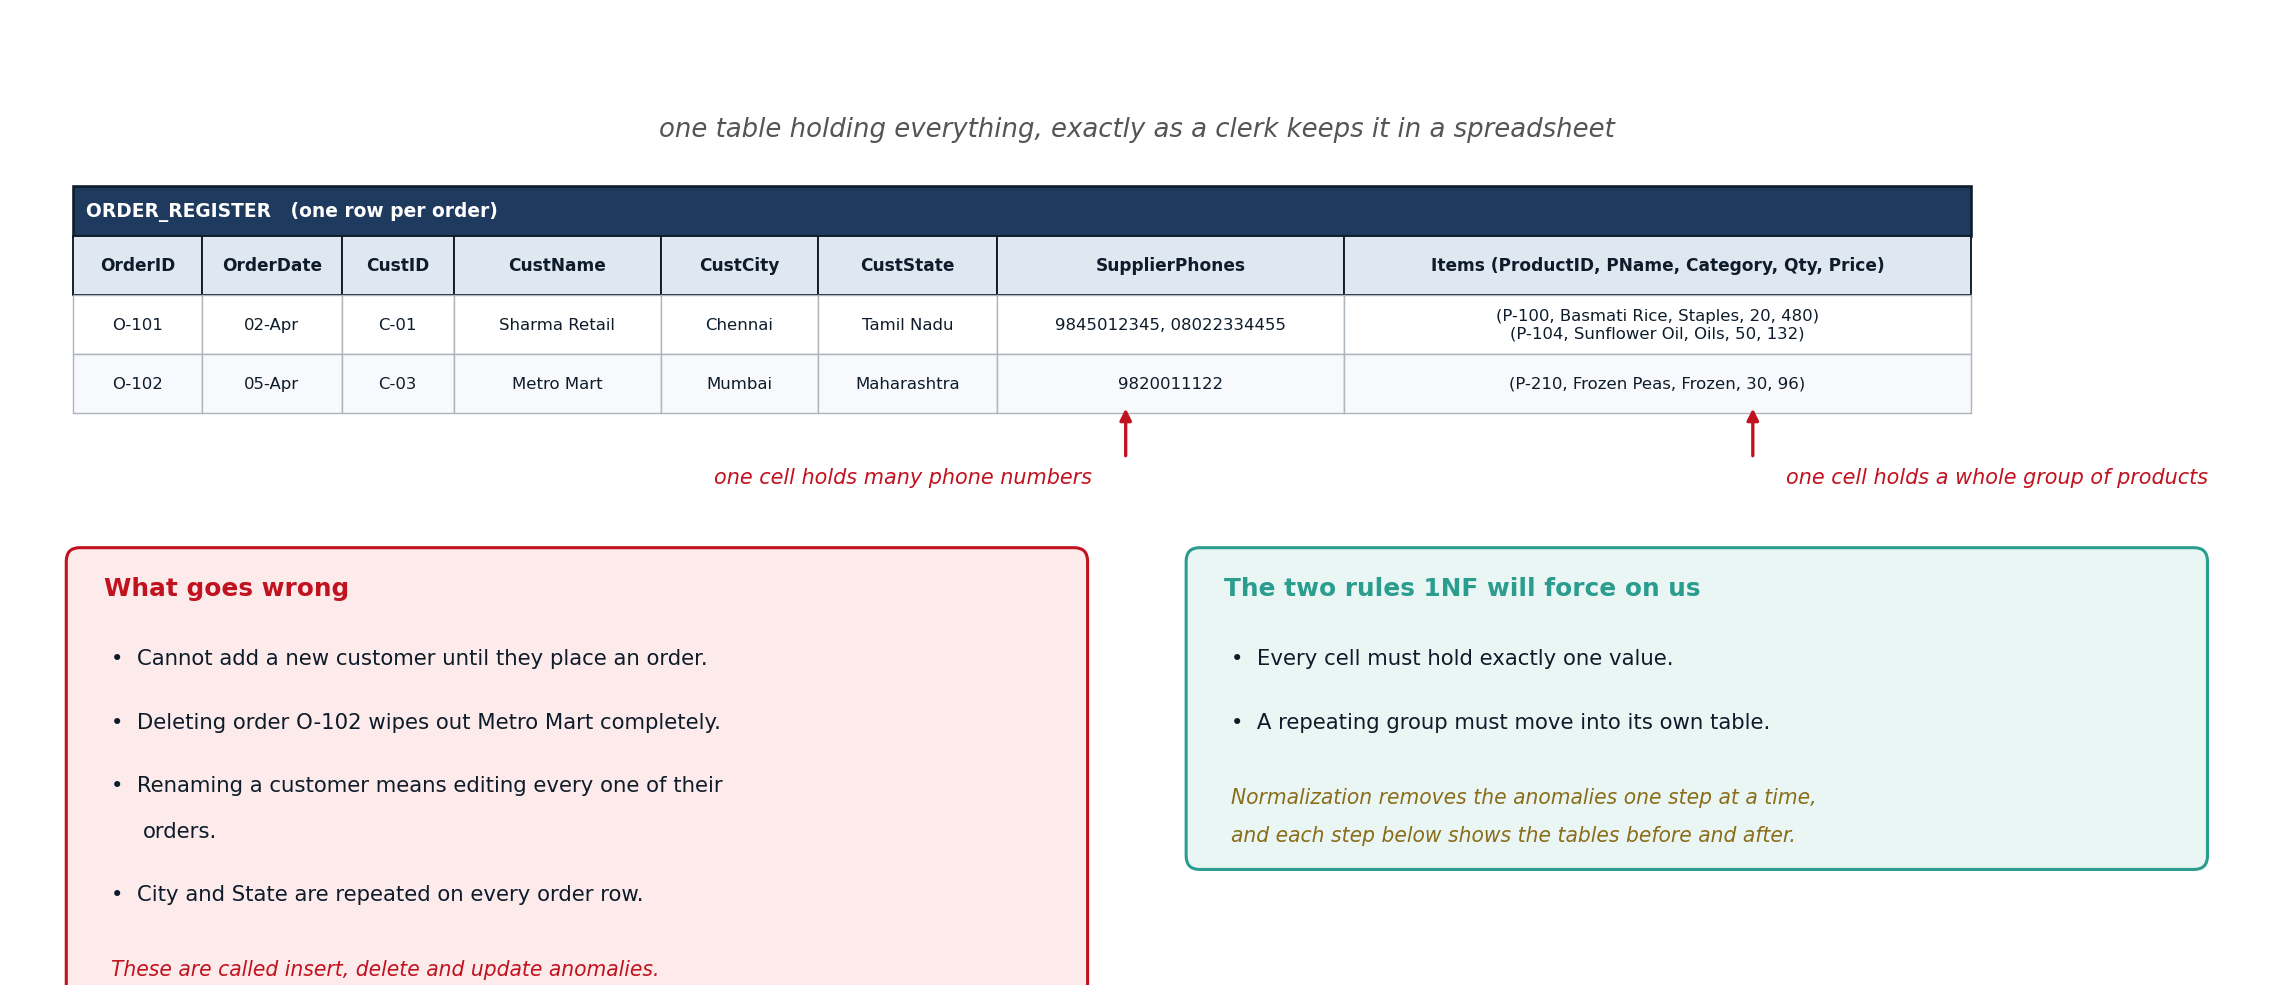 one table holding everything, exactly as a clerk keeps it in a spreadsheet
ORDER_REGISTER (one row per order)
OrderID OrderDate CustID CustName CustCity CustState SupplierPhones Items (ProductID, PName, Category, Qty, Price)
O-101 02-Apr C-01 Sharma Retail Chennai Tamil Nadu 9845012345, 08022334455 (P-100, Basmati Rice, Staples, 20, 480)
(P-104, Sunflower Oil, Oils, 50, 132)
O-102 05-Apr C-03 Metro Mart Mumbai Maharashtra 9820011122 (P-210, Frozen Peas, Frozen, 30, 96)
one cell holds many phone numbers
one cell holds a whole group of products
What goes wrong
• Cannot add a new customer until they place an order.
• Deleting order O-102 wipes out Metro Mart completely.
• Renaming a customer means editing every one of their
orders.
• City and State are repeated on every order row.
These are called insert, delete and update anomalies.
The two rules 1NF will force on us
• Every cell must hold exactly one value.
• A repeating group must move into its own table.
Normalization removes the anomalies one step at a time,
and each step below shows the tables before and after.